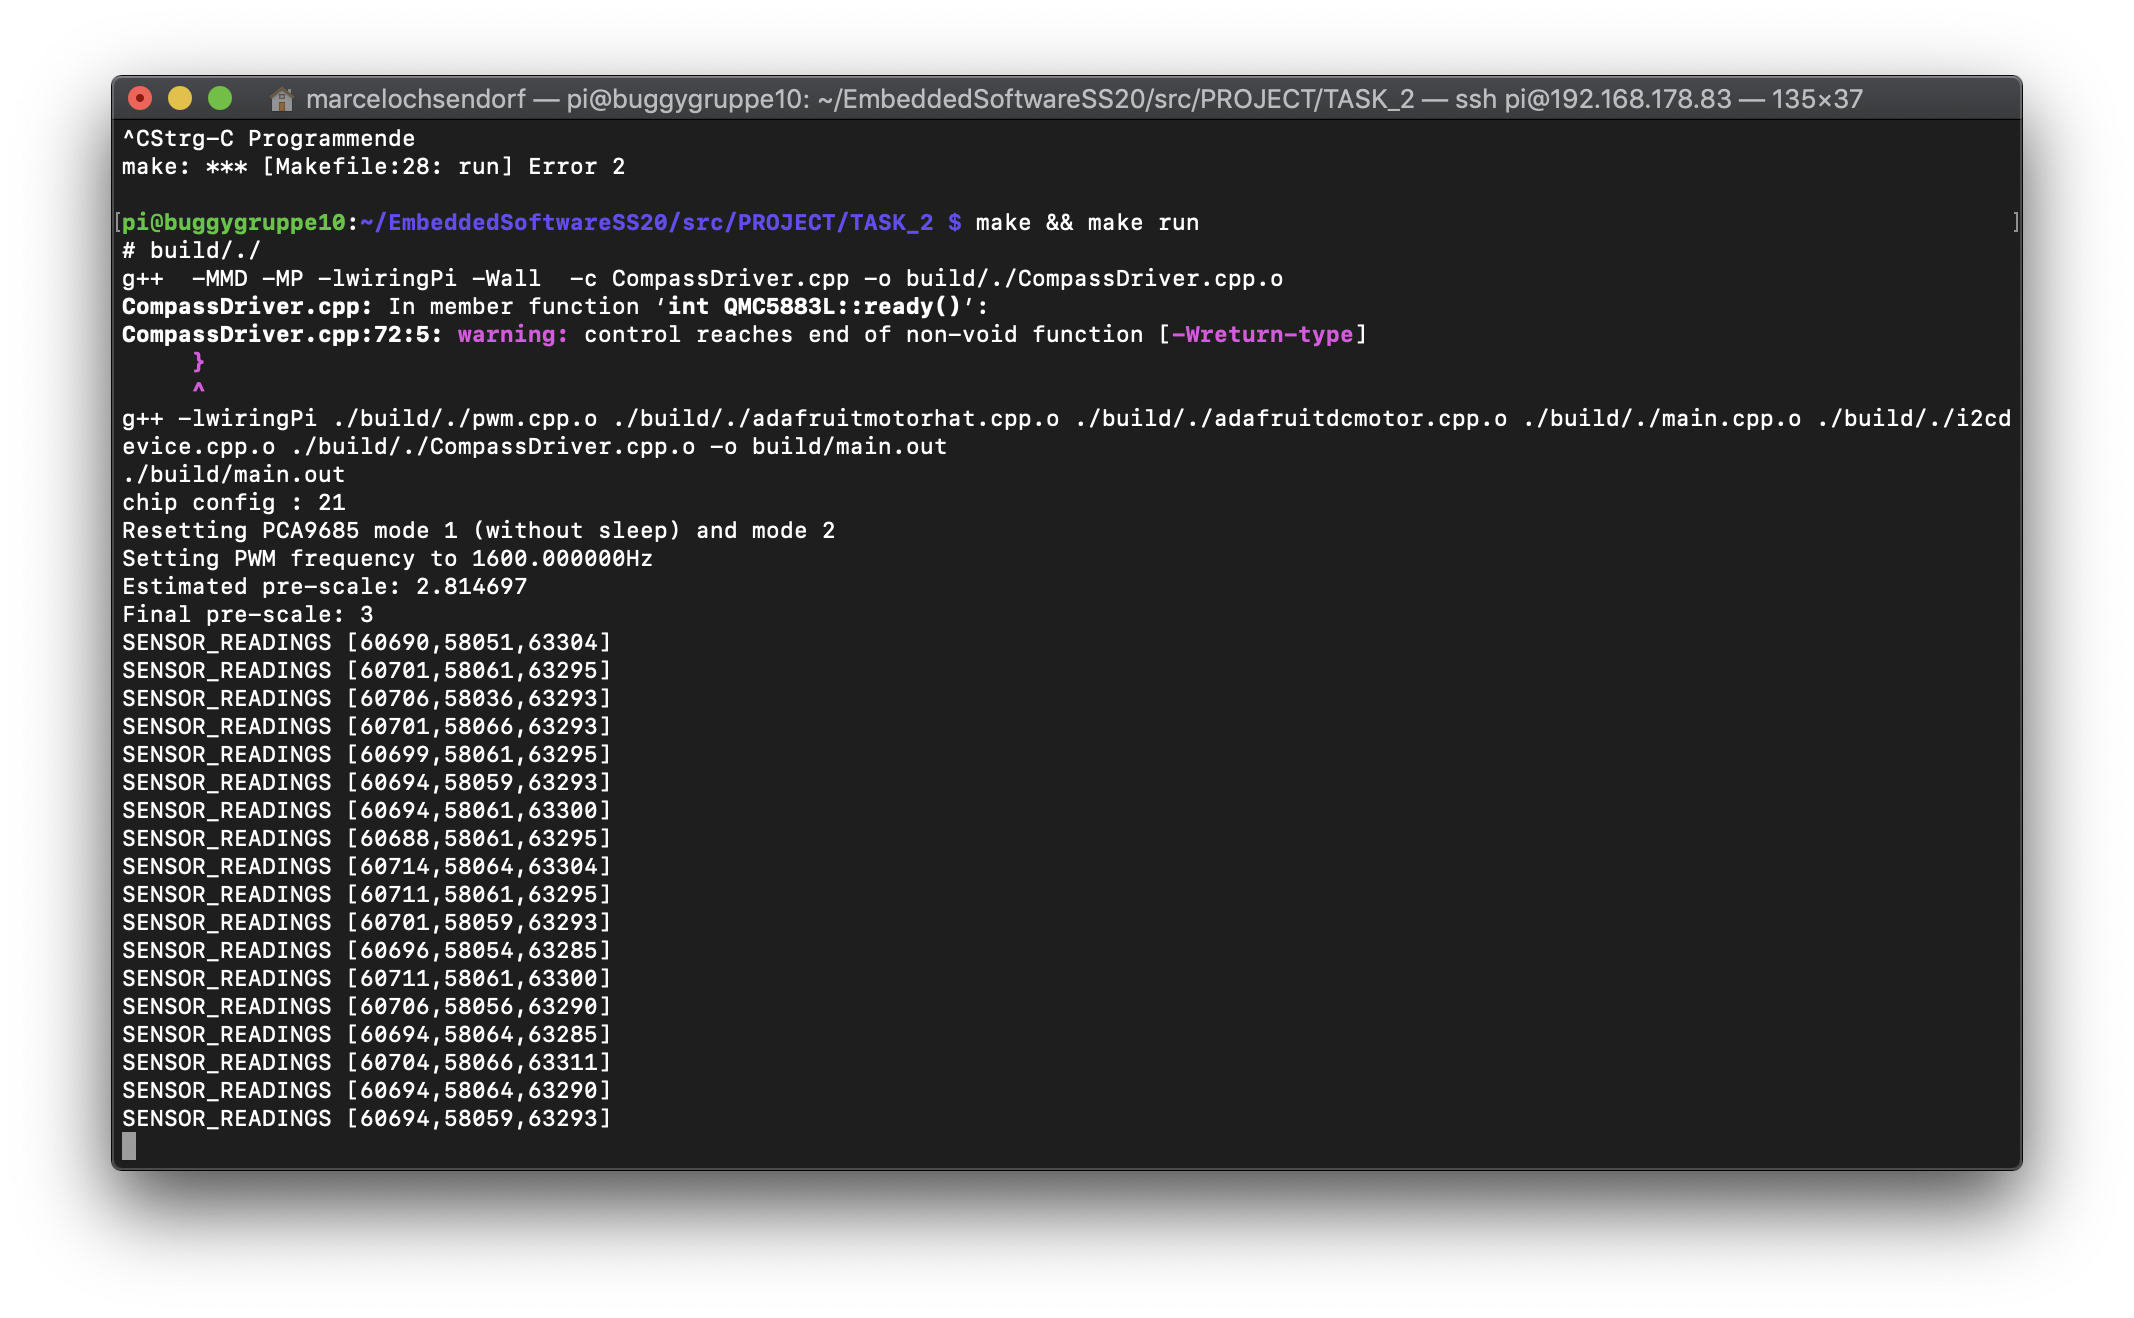 marcelochsendorf — pi@buggygruppe10: ~/EmbeddedSoftwareSS20/src/PROJECT/TASK_2 — ssh pi@192.168.178.83 — 135×37
^CStrg-C Programmende
make: *** [Makefile:28: run] Error 2
[pi@buggygruppe10:~/EmbeddedSoftwareSS20/src/PROJECT/TASK_2 $ make && make run ]
# build/./
g++  -MMD -MP -lwiringPi -Wall  -c CompassDriver.cpp -o build/./CompassDriver.cpp.o
CompassDriver.cpp: In member function ‘int QMC5883L::ready()’:
CompassDriver.cpp:72:5: warning: control reaches end of non-void function [-Wreturn-type]
     }
     ^
g++ -lwiringPi ./build/./pwm.cpp.o ./build/./adafruitmotorhat.cpp.o ./build/./adafruitdcmotor.cpp.o ./build/./main.cpp.o ./build/./i2cd
evice.cpp.o ./build/./CompassDriver.cpp.o -o build/main.out
./build/main.out
chip config : 21
Resetting PCA9685 mode 1 (without sleep) and mode 2
Setting PWM frequency to 1600.000000Hz
Estimated pre-scale: 2.814697
Final pre-scale: 3
SENSOR_READINGS [60690,58051,63304]
SENSOR_READINGS [60701,58061,63295]
SENSOR_READINGS [60706,58036,63293]
SENSOR_READINGS [60701,58066,63293]
SENSOR_READINGS [60699,58061,63295]
SENSOR_READINGS [60694,58059,63293]
SENSOR_READINGS [60694,58061,63300]
SENSOR_READINGS [60688,58061,63295]
SENSOR_READINGS [60714,58064,63304]
SENSOR_READINGS [60711,58061,63295]
SENSOR_READINGS [60701,58059,63293]
SENSOR_READINGS [60696,58054,63285]
SENSOR_READINGS [60711,58061,63300]
SENSOR_READINGS [60706,58056,63290]
SENSOR_READINGS [60694,58064,63285]
SENSOR_READINGS [60704,58066,63311]
SENSOR_READINGS [60694,58064,63290]
SENSOR_READINGS [60694,58059,63293]